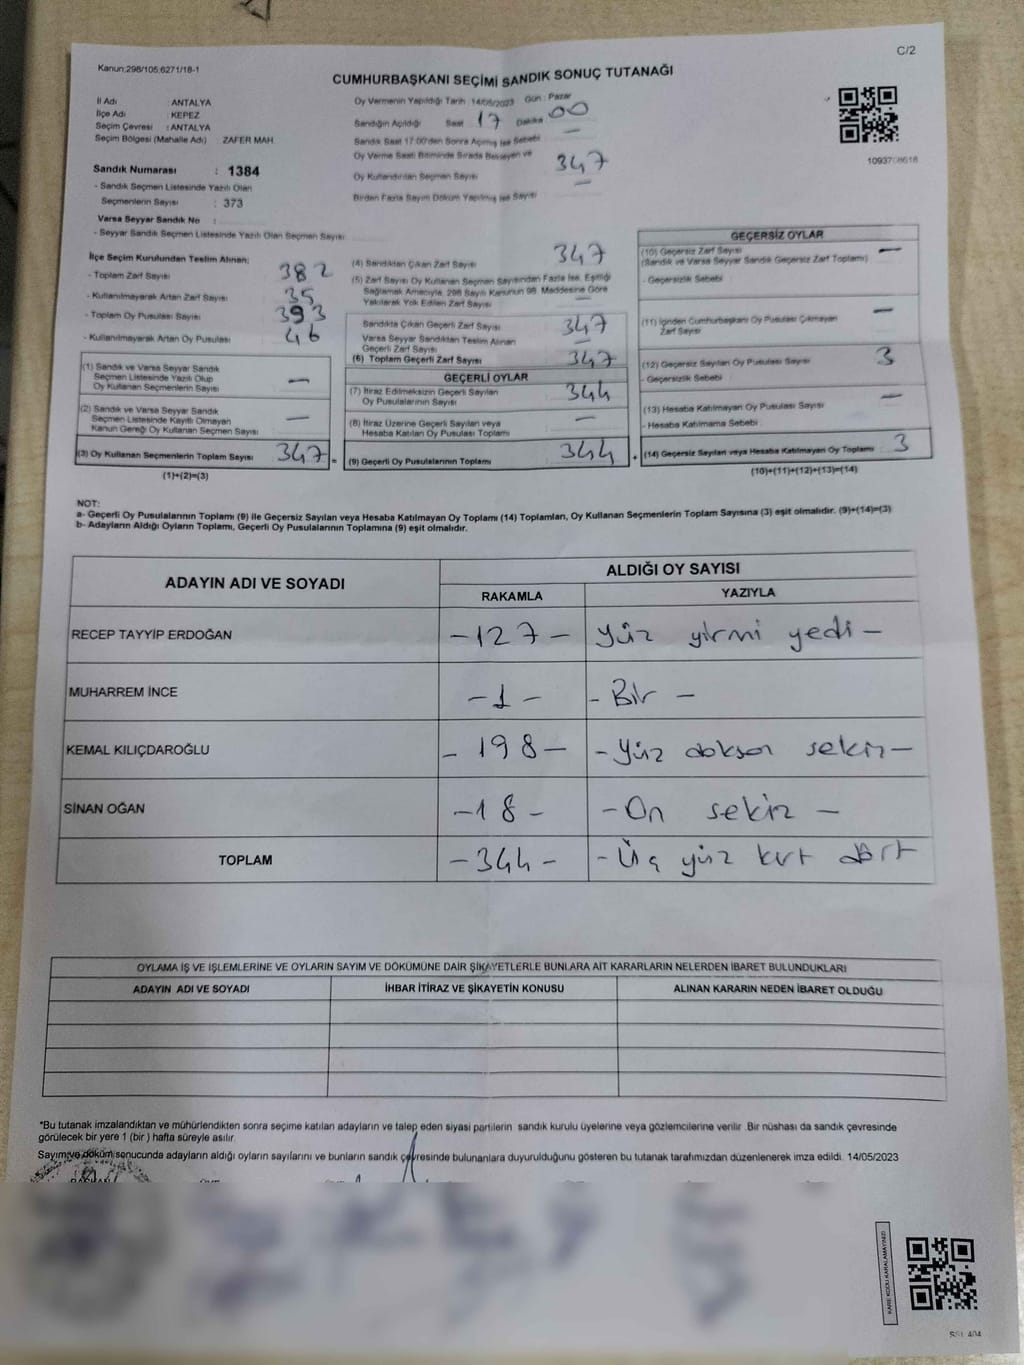 C/2
Kanun:298/105;6271/18-1
CUMHURBAŞKANI SEÇİMİ SANDIK SONUÇ TUTANAĞI
İl Adı : ANTALYA
İlçe Adı : KEPEZ
Seçim Çevresi : ANTALYA
Seçim Bölgesi (Mahalle Adı) ZAFER MAH.
Sandık Numarası : 1384
- Sandık Seçmen Listesinde Yazılı Olan
Seçmenlerin Sayısı : 373
Varsa Seyyar Sandık No :
- Seyyar Sandık Seçmen Listesinde Yazılı Olan Seçmen Sayısı
Oy Vermenin Yapıldığı Tarih 14/05/2023 Gün : Pazar
Sandığın Açıldığı Saat 17 Dakika 00
Sandık Saat 17.00'den Sonra Açılmış İse Sebebi —
Oy Verme Saati Bitiminde Sırada Bekleyen ve
Oy Kullandırılan Seçmen Sayısı 347
Birden Fazla Sayım Döküm Yapılmış İse Sayısı —
1093708618
İlçe Seçim Kurulundan Teslim Alınan:
- Toplam Zarf Sayısı 382
- Kullanılmayarak Artan Zarf Sayısı 35
- Toplam Oy Pusulası Sayısı 393
- Kullanılmayarak Artan Oy Pusulası 46
(1) Sandık ve Varsa Seyyar Sandık
Seçmen Listesinde Yazılı Olup
Oy Kullanan Seçmenlerin Sayısı —
(2) Sandık ve Varsa Seyyar Sandık
Seçmen Listesinde Kayıtlı Olmayan
Kanun Gereği Oy Kullanan Seçmen Sayısı —
(3) Oy Kullanan Seçmenlerin Toplam Sayısı 347 =
(1)+(2)=(3)
(4) Sandıktan Çıkan Zarf Sayısı 347
(5) Zarf Sayısı Oy Kullanan Seçmen Sayısından Fazla İse, Eşitliği
Sağlamak Amacıyla, 298 Sayılı Kanunun 98. Maddesine Göre
Yakılarak Yok Edilen Zarf Sayısı —
Sandıkta Çıkan Geçerli Zarf Sayısı 347
Varsa Seyyar Sandıktan Teslim Alınan
Geçerli Zarf Sayısı —
(6) Toplam Geçerli Zarf Sayısı 347
GEÇERLİ OYLAR
(7) İtiraz Edilmeksizin Geçerli Sayılan
Oy Pusulalarının Sayısı 344
(8) İtiraz Üzerine Geçerli Sayılan veya
Hesaba Katılan Oy Pusulası Toplamı —
(9) Geçerli Oy Pusulalarının Toplamı 344 +
GEÇERSİZ OYLAR
(10) Geçersiz Zarf Sayısı —
(Sandık ve Varsa Seyyar Sandık Geçersiz Zarf Toplamı)
- Geçersizlik Sebebi
(11) İçinden Cumhurbaşkanı Oy Pusulası Çıkmayan
Zarf Sayısı —
(12) Geçersiz Sayılan Oy Pusulası Sayısı 3
- Geçersizlik Sebebi
(13) Hesaba Katılmayan Oy Pusulası Sayısı —
- Hesaba Katılmama Sebebi
(14) Geçersiz Sayılan veya Hesaba Katılmayan Oy Toplamı : 3
(10)+(11)+(12)+(13)=(14)
NOT:
a- Geçerli Oy Pusulalarının Toplamı (9) ile Geçersiz Sayılan veya Hesaba Katılmayan Oy Toplamı (14) Toplamları, Oy Kullanan Seçmenlerin Toplam Sayısına (3) eşit olmalıdır. (9)+(14)=(3)
b- Adayların Aldığı Oyların Toplamı, Geçerli Oy Pusulalarının Toplamına (9) eşit olmalıdır.
ADAYIN ADI VE SOYADI ALDIĞI OY SAYISI
RAKAMLA YAZIYLA
RECEP TAYYİP ERDOĞAN –127– Yüz yirmi yedi –
MUHARREM İNCE –1– – Bir –
KEMAL KILIÇDAROĞLU – 198 – – Yüz doksan sekiz –
SİNAN OĞAN –18– – On sekiz –
TOPLAM –344– – Üç yüz kırk dört
OYLAMA İŞ VE İŞLEMLERİNE VE OYLARIN SAYIM VE DÖKÜMÜNE DAİR ŞİKAYETLERLE BUNLARA AİT KARARLARIN NELERDEN İBARET BULUNDUKLARI
ADAYIN ADI VE SOYADI İHBAR İTİRAZ VE ŞİKAYETİN KONUSU ALINAN KARARIN NEDEN İBARET OLDUĞU
*Bu tutanak imzalandıktan ve mühürlendikten sonra seçime katılan adayların ve talep eden siyasi partilerin sandık kurulu üyelerine veya gözlemcilerine verilir .Bir nüshası da sandık çevresinde
görülecek bir yere 1 (bir ) hafta süreyle asılır.
Sayım ve döküm sonucunda adayların aldığı oyların sayılarını ve bunların sandık çevresinde bulunanlara duyurulduğunu gösteren bu tutanak tarafımızdan düzenlenerek imza edildi. 14/05/2023
BAŞKAN
KARE KODU KARALAMAYINIZ!